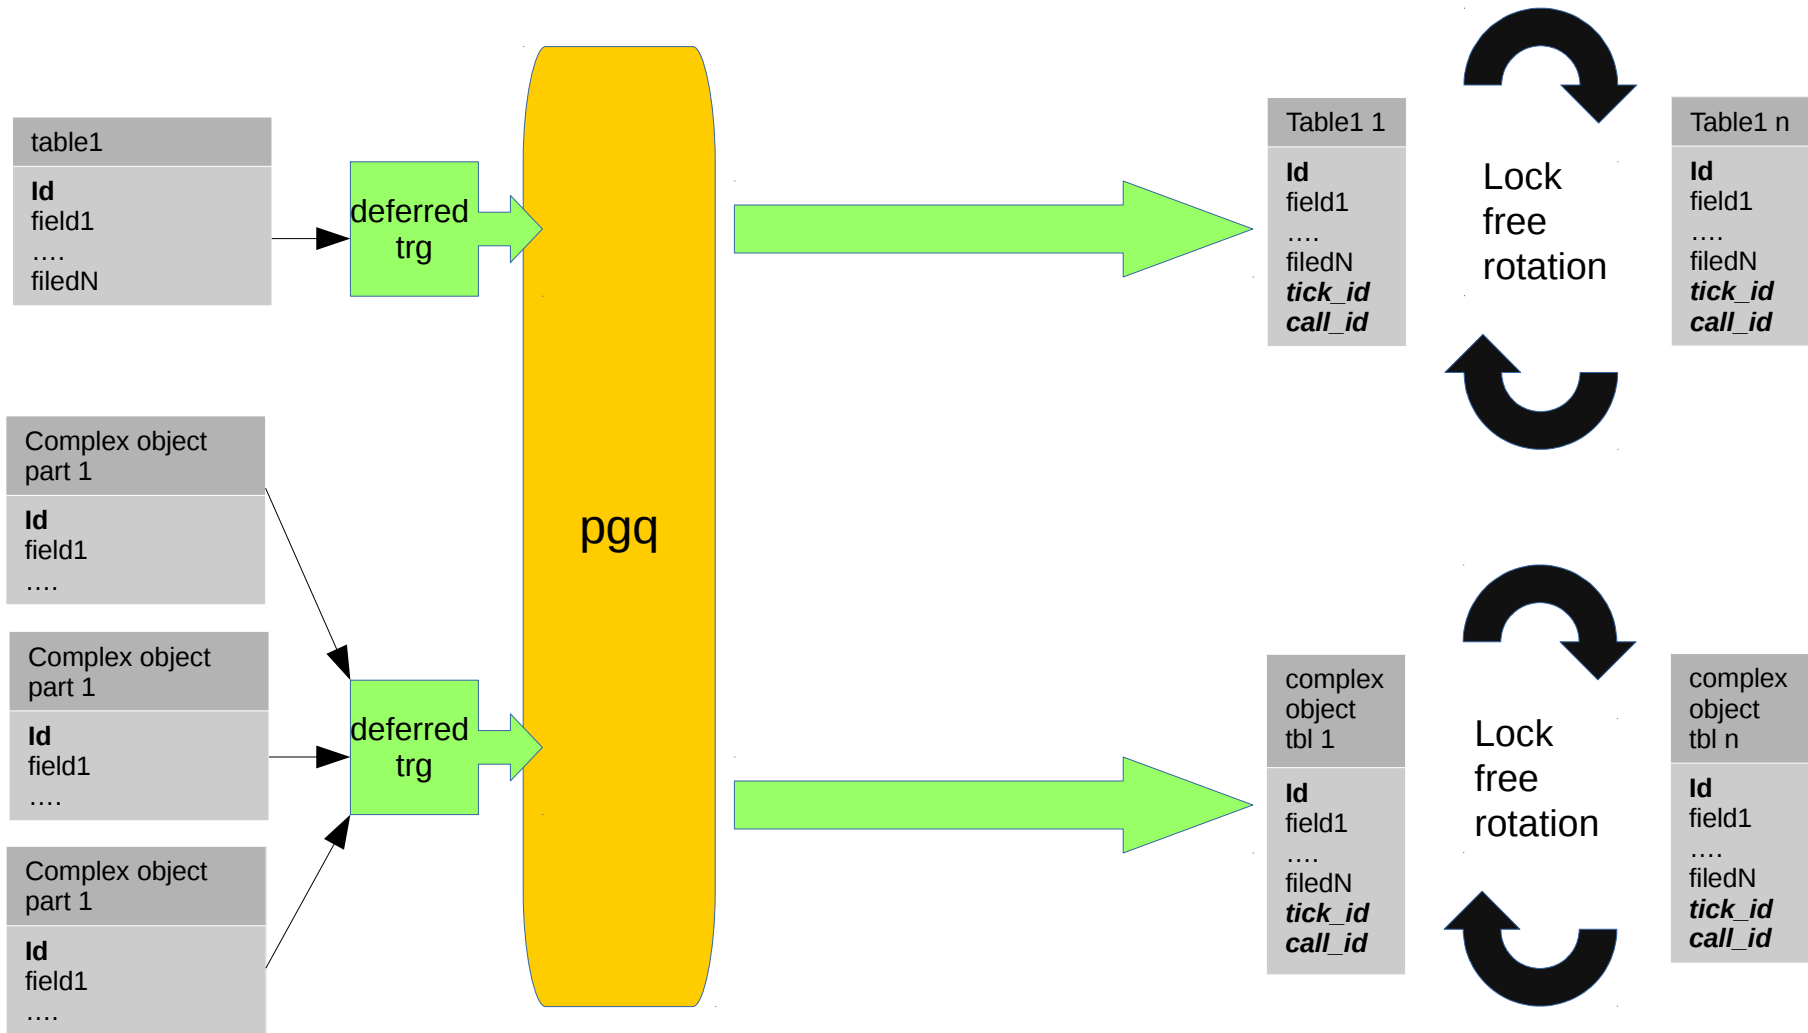 table1
Id
field1
....
filedN
deferred
trg
Complex object
part 1
Id
field1
....
Complex object
part 1
Id
field1
....
Complex object
part 1
Id
field1
....
deferred
trg
pgq
Table1 1
Id
field1
....
filedN
tick_id
call_id
Lock
free
rotation
Table1 n
Id
field1
....
filedN
tick_id
call_id
complex
object
tbl 1
Id
field1
....
filedN
tick_id
call_id
Lock
free
rotation
complex
object
tbl n
Id
field1
....
filedN
tick_id
call_id